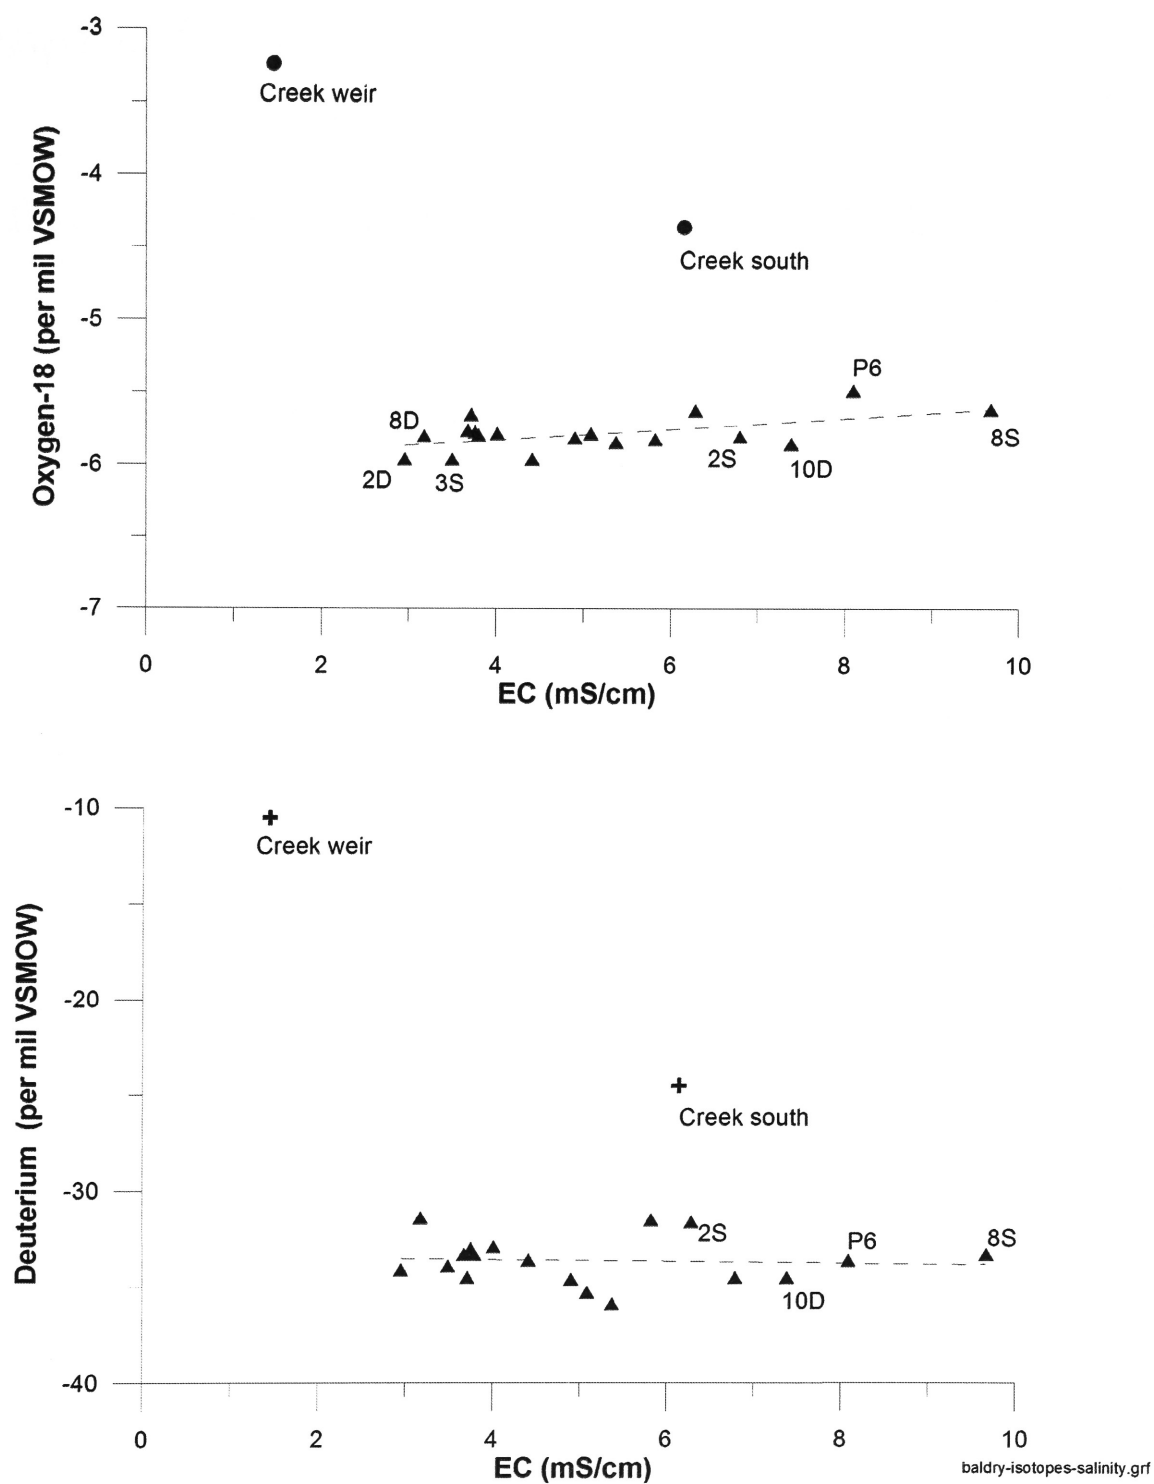 -3
Creek weir
-4
Creek south
-5
P6
8D
8S
2S
-6
10D
2D
3S
-7
0 2 4 6 8 10
EC (mS/cm)
Oxygen-18 (per mil VSMOW)
-10
Creek weir
-20
Creek south
-30
2S
8S
P6
10D
-40
0 2 4 6 8 10
EC (mS/cm)
Deuterium (per mil VSMOW)
baldry-isotopes-salinity.grf